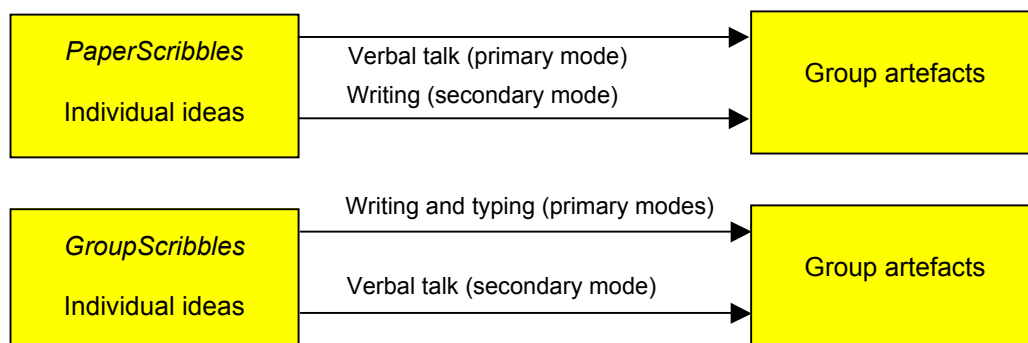 PaperScribbles
Individual ideas
Verbal talk (primary mode)
Writing (secondary mode)
Group artefacts
GroupScribbles
Individual ideas
Writing and typing (primary modes)
Verbal talk (secondary mode)
Group artefacts